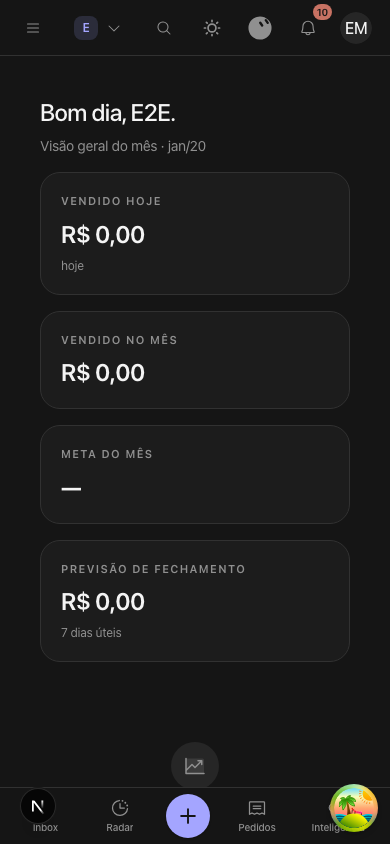 E
10
EM
Bom dia, E2E.
Visão geral do mês · jan/20
VENDIDO HOJE
R$ 0,00
hoje
VENDIDO NO MÊS
R$ 0,00
META DO MÊS
—
PREVISÃO DE FECHAMENTO
R$ 0,00
7 dias úteis
N
Inbox
Radar
Pedidos